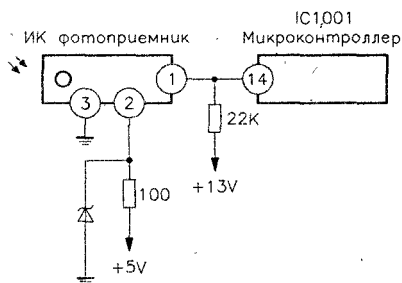 IC1,001
ИК фотоприемник Микроконтроллер
1 14
3 2
22K
+13V
100
+5V